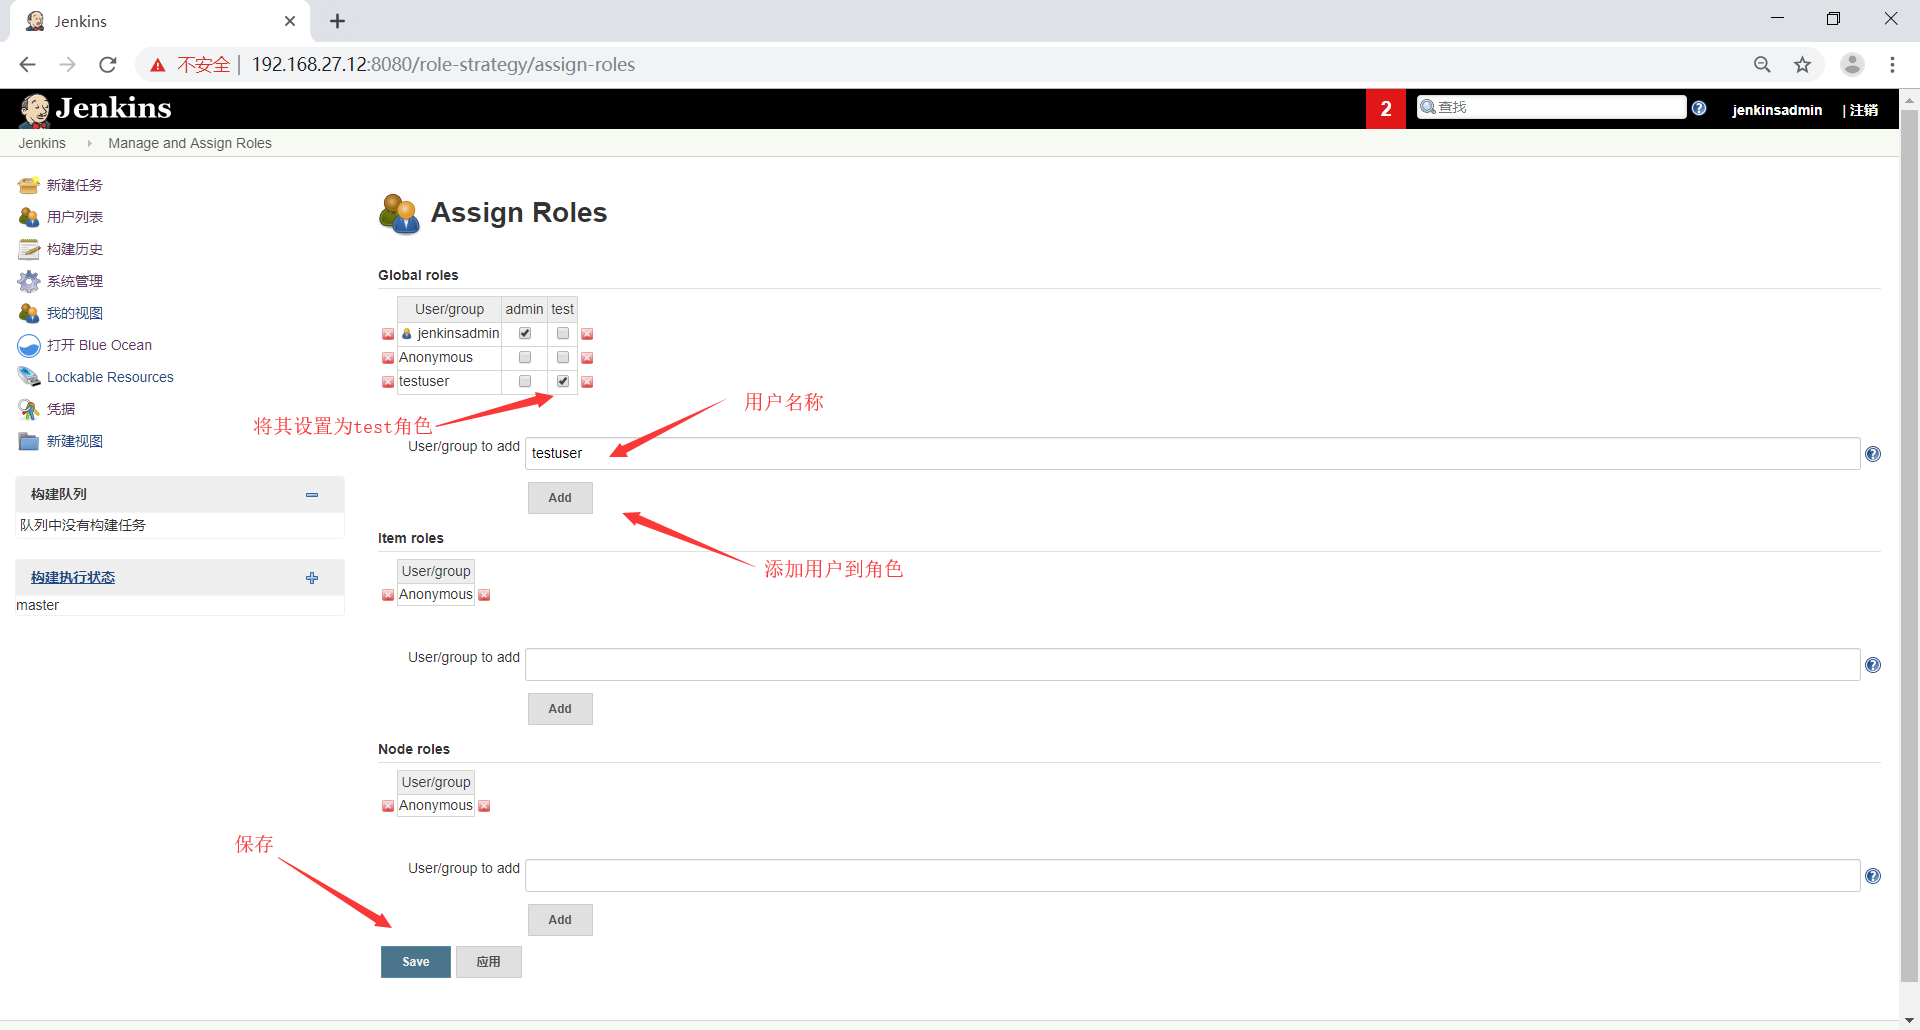 Jenkins
不安全 | 192.168.27.12:8080/role-strategy/assign-roles
Jenkins
2
查找
jenkinsadmin
| 注销
Jenkins
Manage and Assign Roles
新建任务
用户列表
构建历史
系统管理
我的视图
打开 Blue Ocean
Lockable Resources
凭据
新建视图
构建队列
队列中没有构建任务
构建执行状态
master
Assign Roles
Global roles
User/group admin test
jenkinsadmin
Anonymous
testuser
将其设置为test角色
用户名称
User/group to add testuser
Add
添加用户到角色
Item roles
User/group
Anonymous
User/group to add
Add
Node roles
User/group
Anonymous
保存
User/group to add
Add
Save 应用